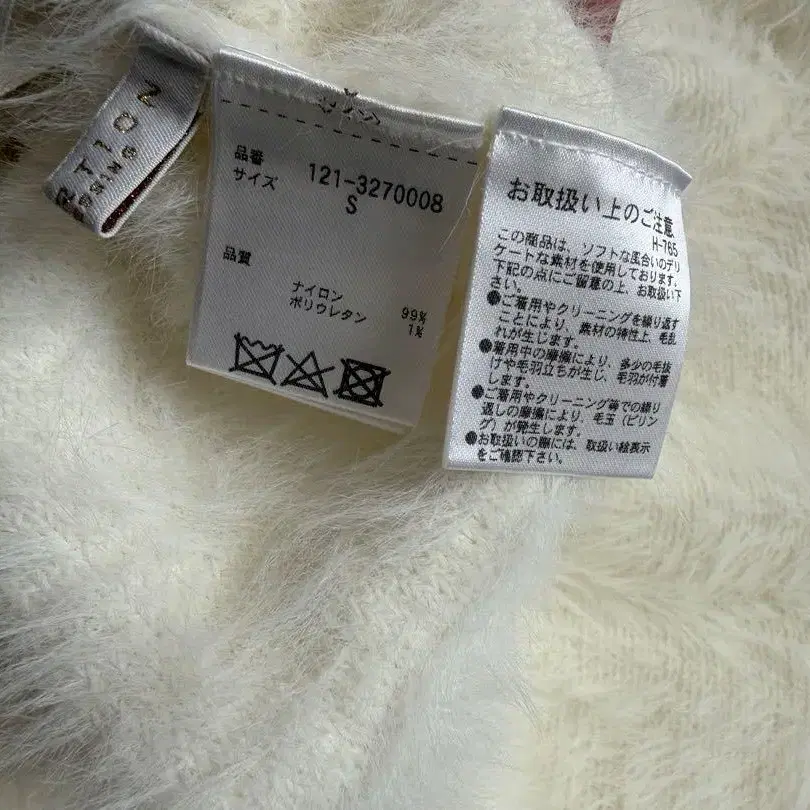 品番 121-3270008
サイズ S
品質
ナイロン 99%
ポリウレタン 1%
お取扱い上のご注意
H-765
この商品は、ソフトな風合いのデリ
ケートな素材を使用しております。
下記の点にご留意の上、お取扱い下
さい。
●ご着用やクリーニングを繰り返す
ことにより、素材の特性上、毛乱
れが生じます。
●着用中の摩擦により、多少の毛抜
けや毛羽立ちが生じ、毛羽が付着
します。
●ご着用やクリーニング等での繰り
返しの摩擦により、毛玉（ピリン
グ）が発生します。
●お取扱いの際には、取扱い絵表示
をご確認下さい。